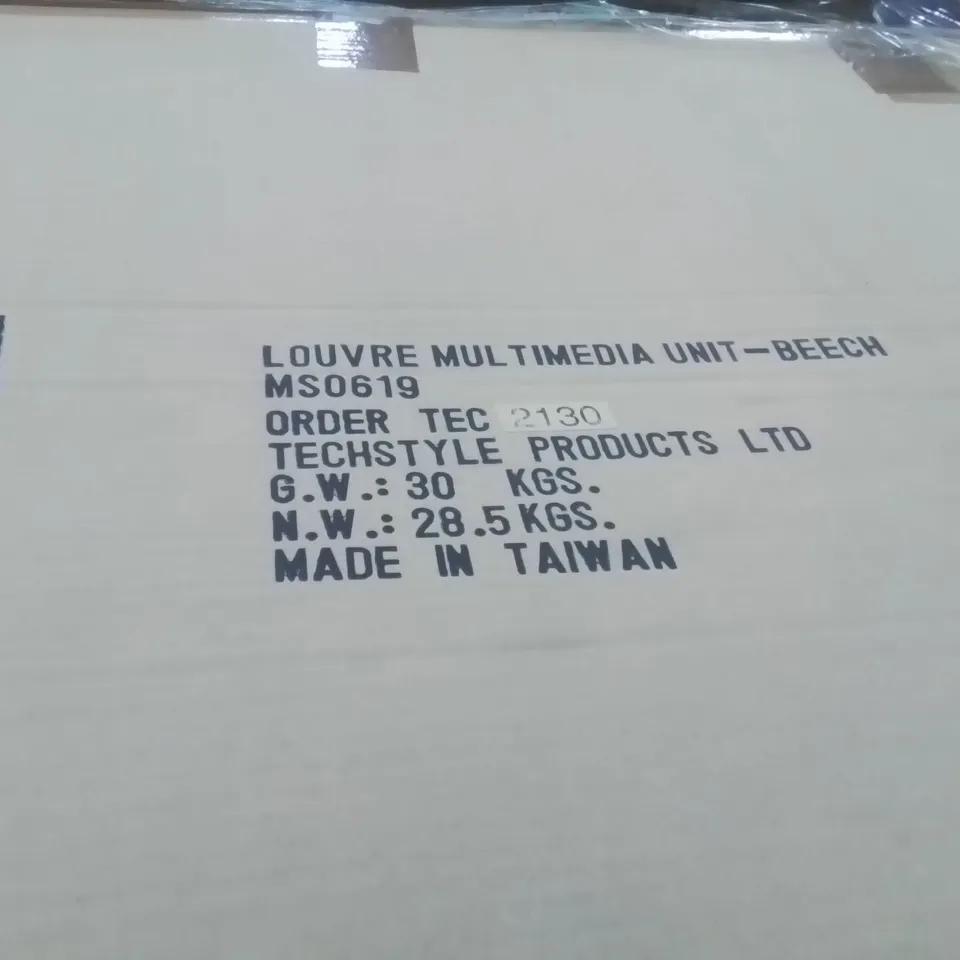 LOUVRE MULTIMEDIA UNIT-BEECH
MS0619
ORDER TEC 2130
TECHSTYLE PRODUCTS LTD
G.W.: 30 KGS.
N.W.: 28.5 KGS.
MADE IN TAIWAN